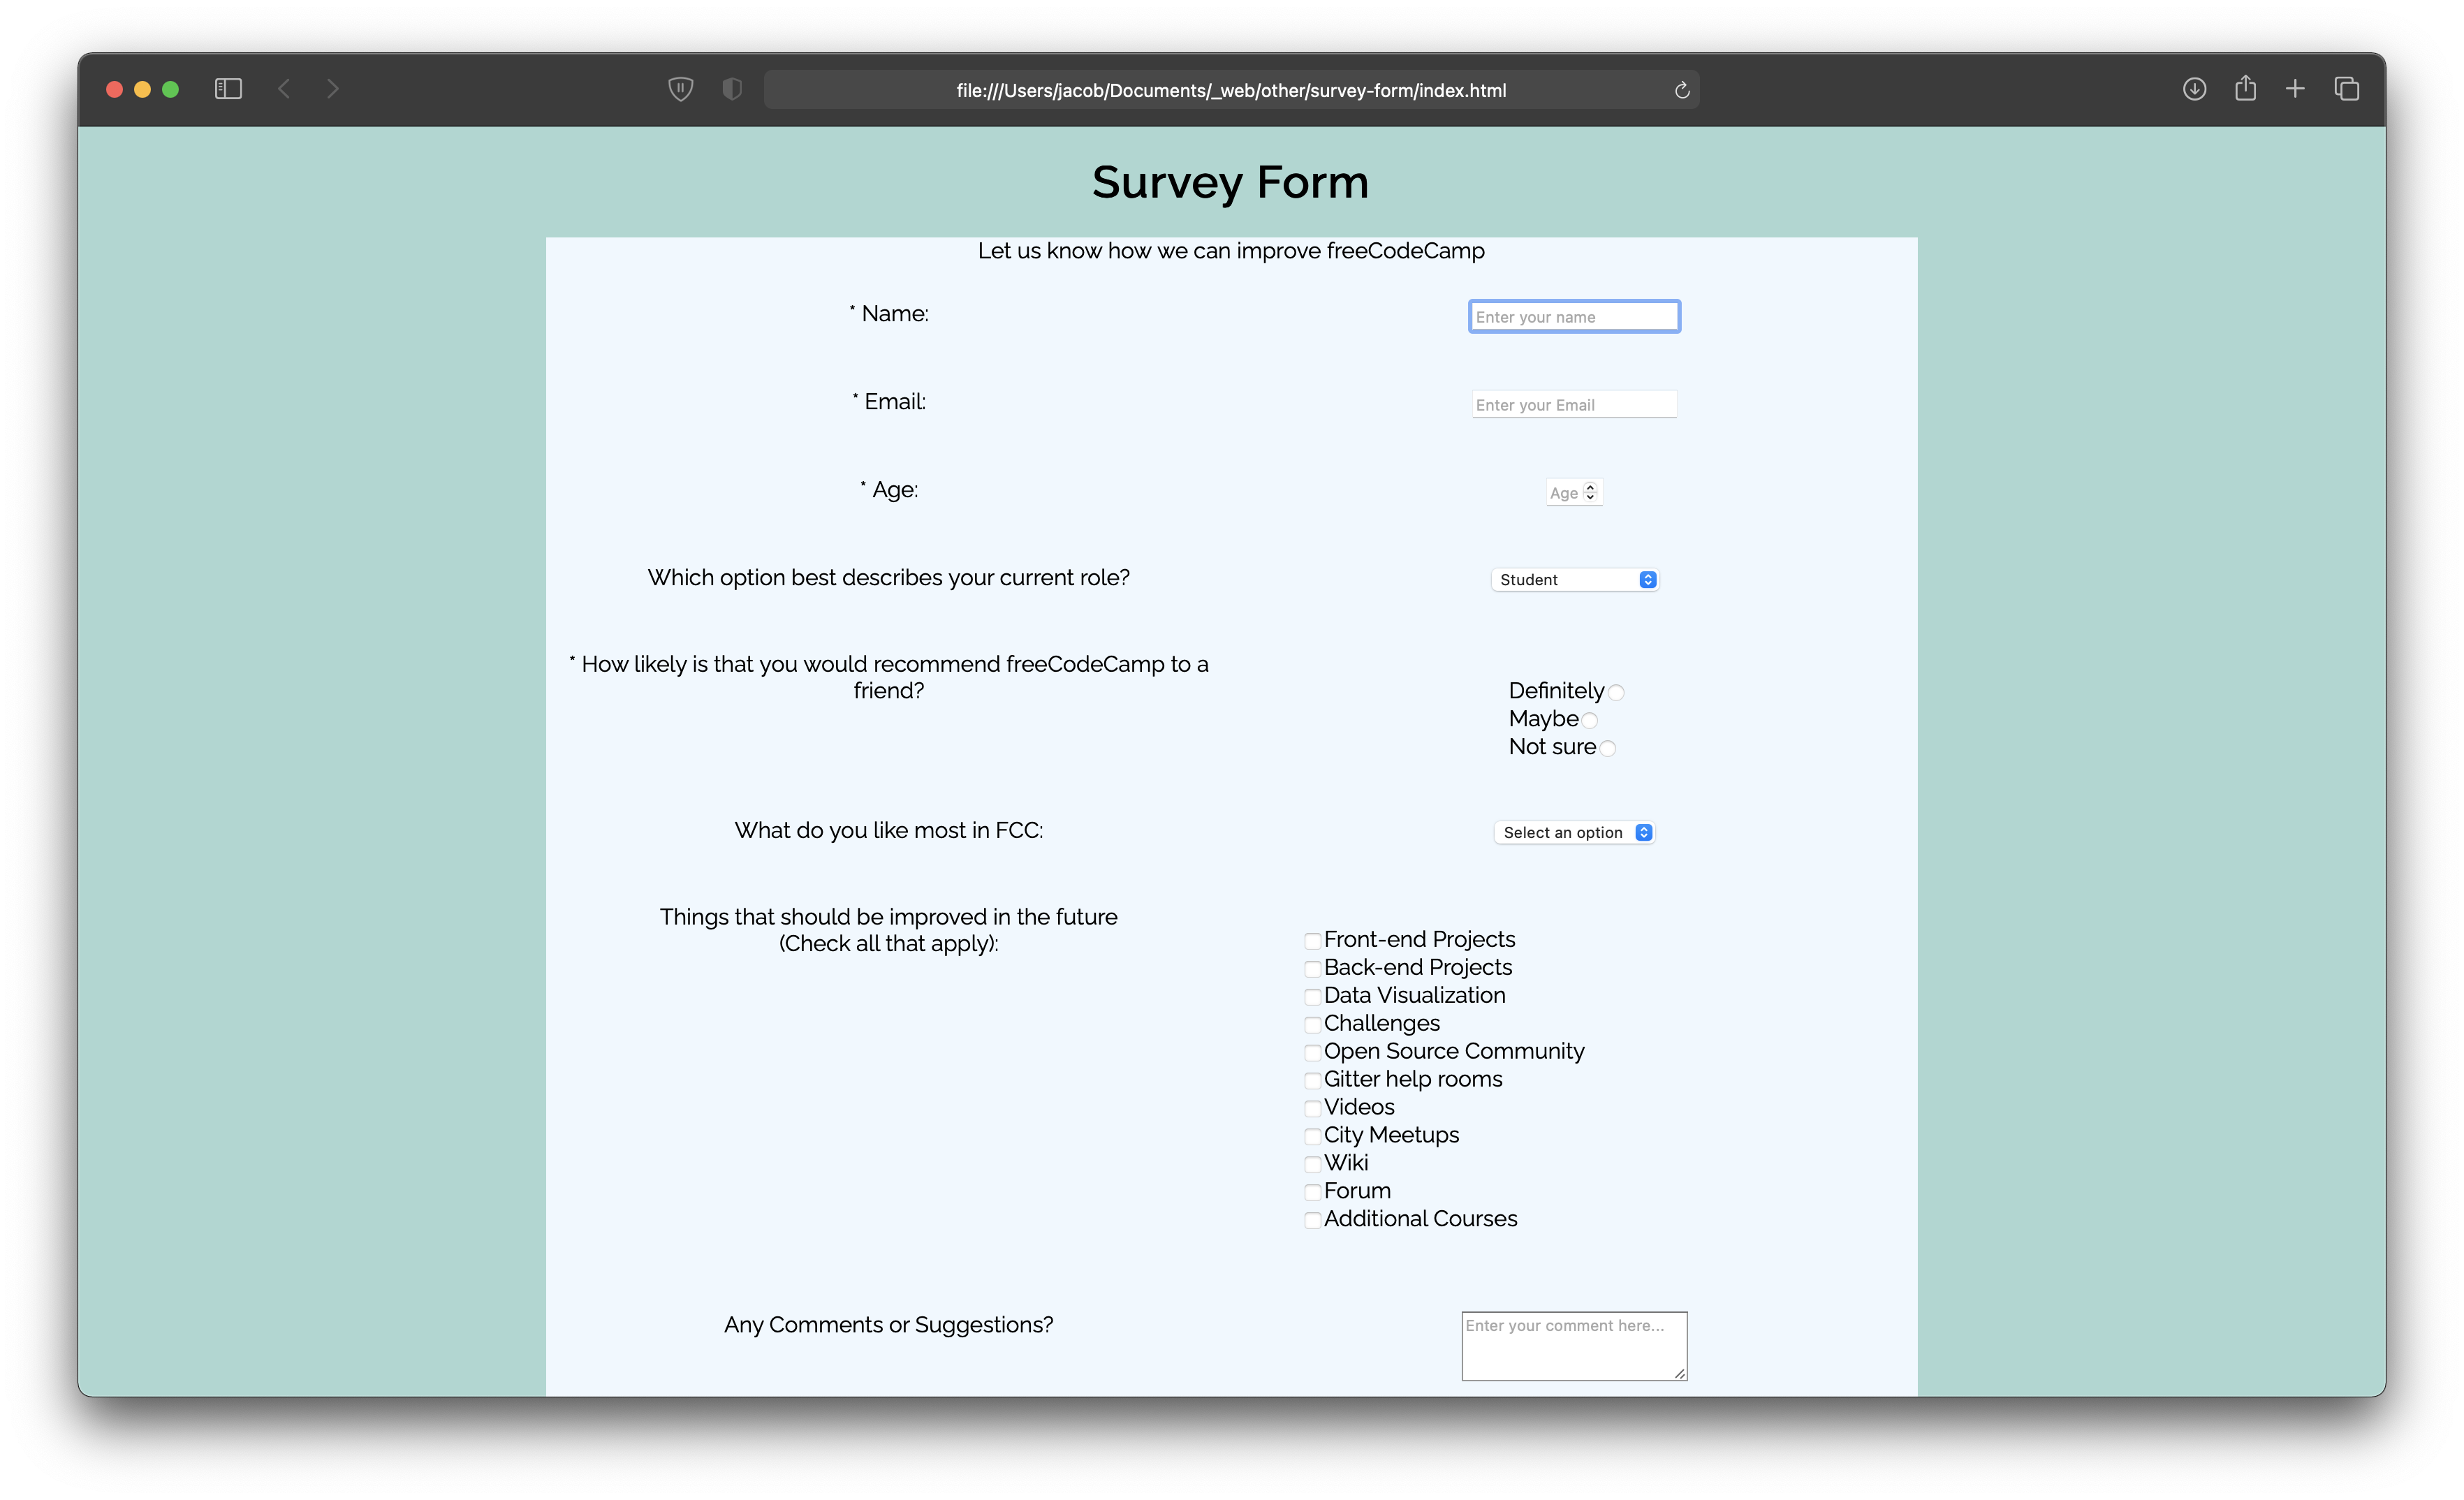 file:///Users/jacob/Documents/_web/other/survey-form/index.html
Survey Form
Let us know how we can improve freeCodeCamp
* Name:
Enter your name
* Email:
Enter your Email
* Age:
Age
Which option best describes your current role?
Student
* How likely is that you would recommend freeCodeCamp to a
friend?
Definitely
Maybe
Not sure
What do you like most in FCC:
Select an option
Things that should be improved in the future
(Check all that apply):
Front-end Projects
Back-end Projects
Data Visualization
Challenges
Open Source Community
Gitter help rooms
Videos
City Meetups
Wiki
Forum
Additional Courses
Any Comments or Suggestions?
Enter your comment here...